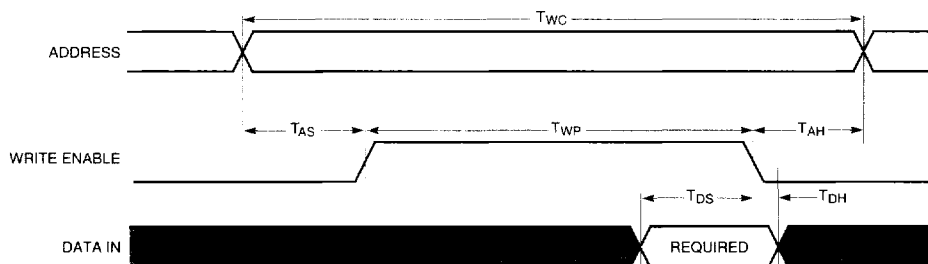 TWC
ADDRESS
TAS
TWP
TAH
WRITE ENABLE
TDS
TDH
DATA IN
REQUIRED